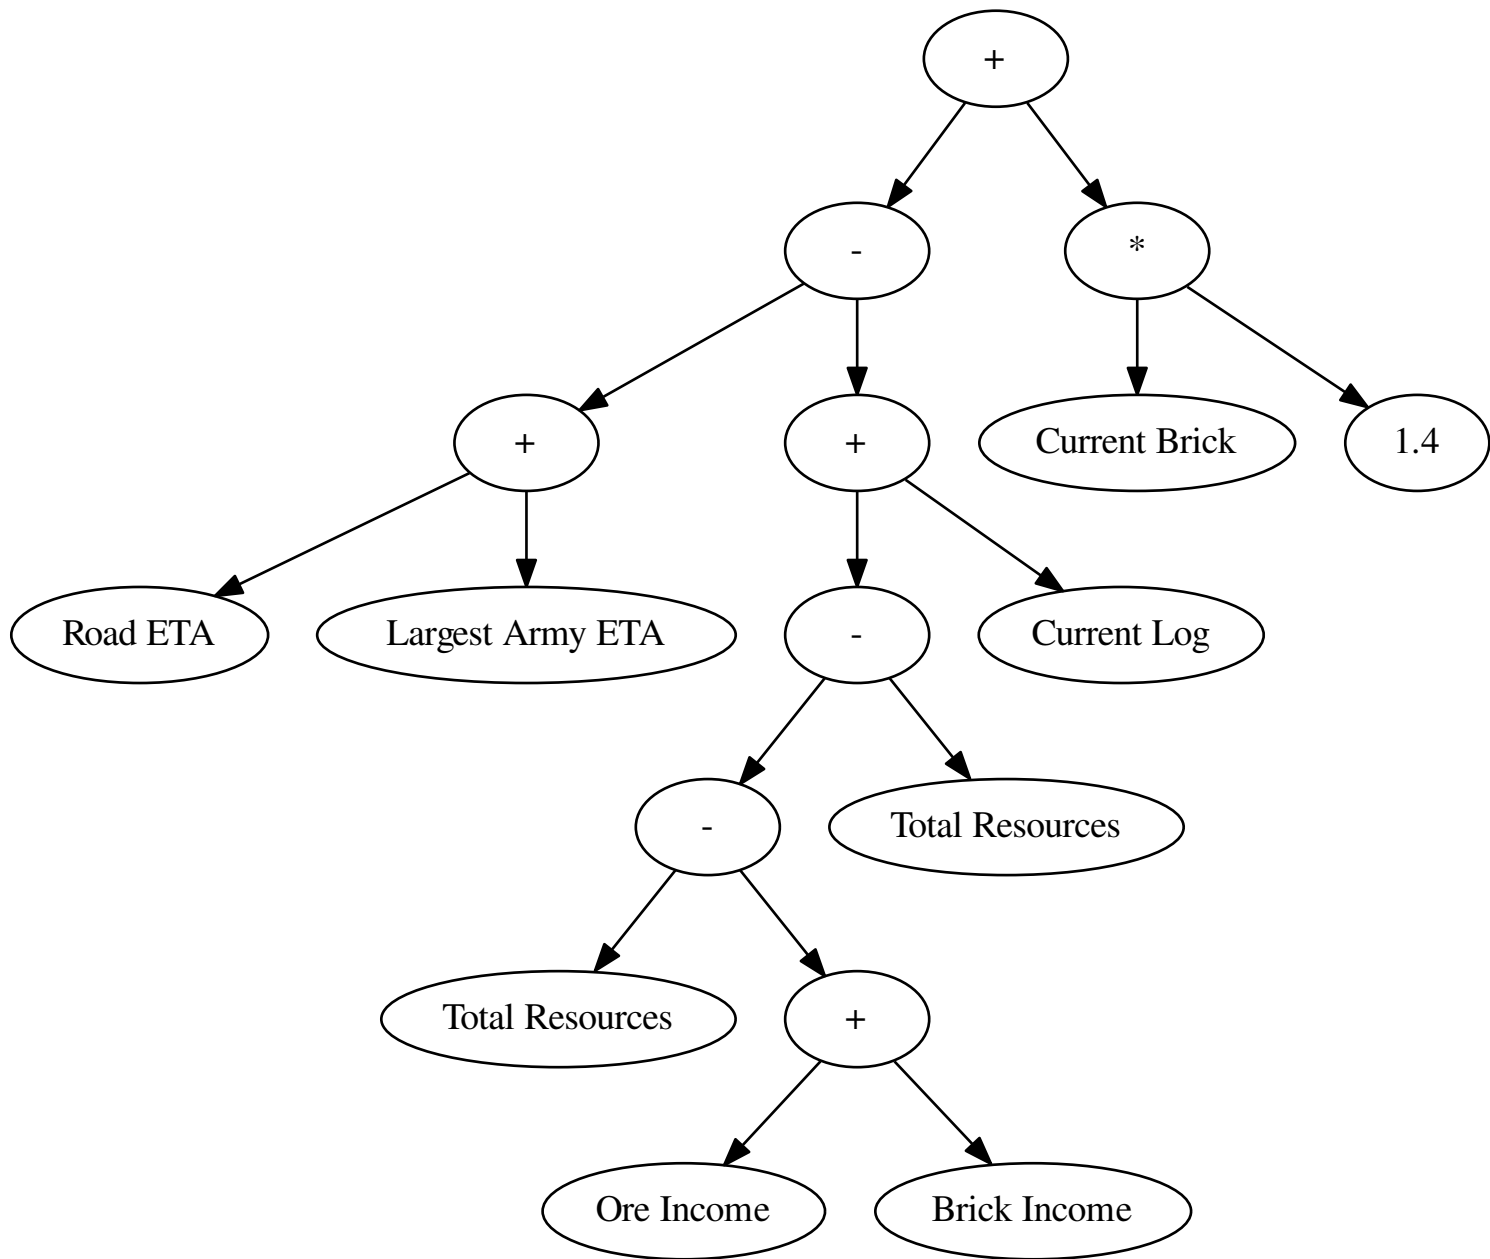 +
-
*
+
+
Current Brick
1.4
Road ETA
Largest Army ETA
-
Current Log
-
Total Resources
Total Resources
+
Ore Income
Brick Income